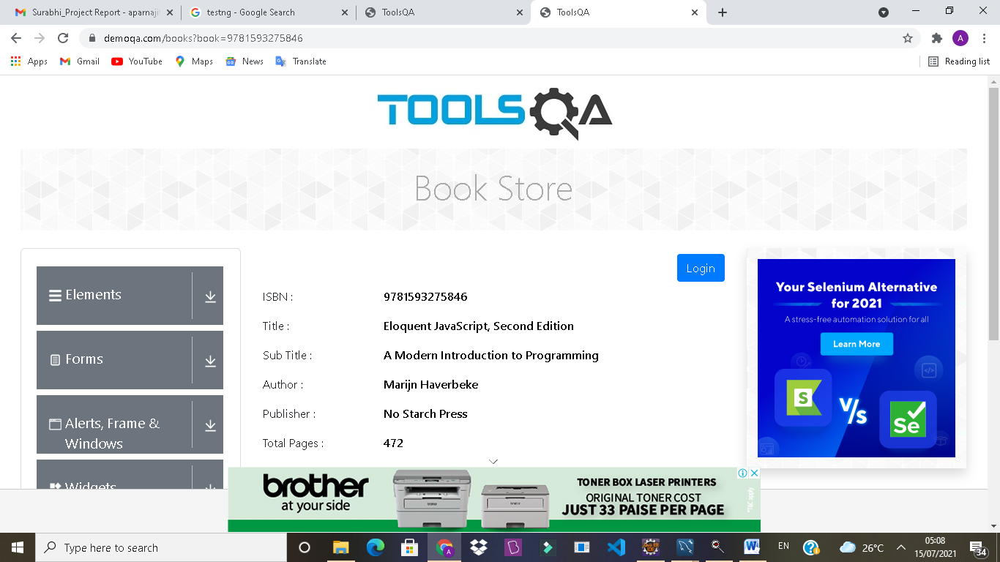 Surabhi_Project Report - aparnaji
testng - Google Search
ToolsQA
ToolsQA
demoqa.com/books?book=9781593275846
A
Apps
Gmail
YouTube
Maps
News
Translate
Reading list
TOOLSQA
Book Store
Login
Elements
Forms
Alerts, Frame &
Windows
Widgets
ISBN : 9781593275846
Title : Eloquent JavaScript, Second Edition
Sub Title : A Modern Introduction to Programming
Author : Marijn Haverbeke
Publisher : No Starch Press
Total Pages : 472
Your Selenium Alternative
for 2021
A stress-free automation solution for all
Learn More
S
V/s
Se
brother
at your side
TONER BOX LASER PRINTERS
ORIGINAL TONER COST
JUST 33 PAISE PER PAGE
*T&C apply
Type here to search
EN
26°C
05:08
15/07/2021
34